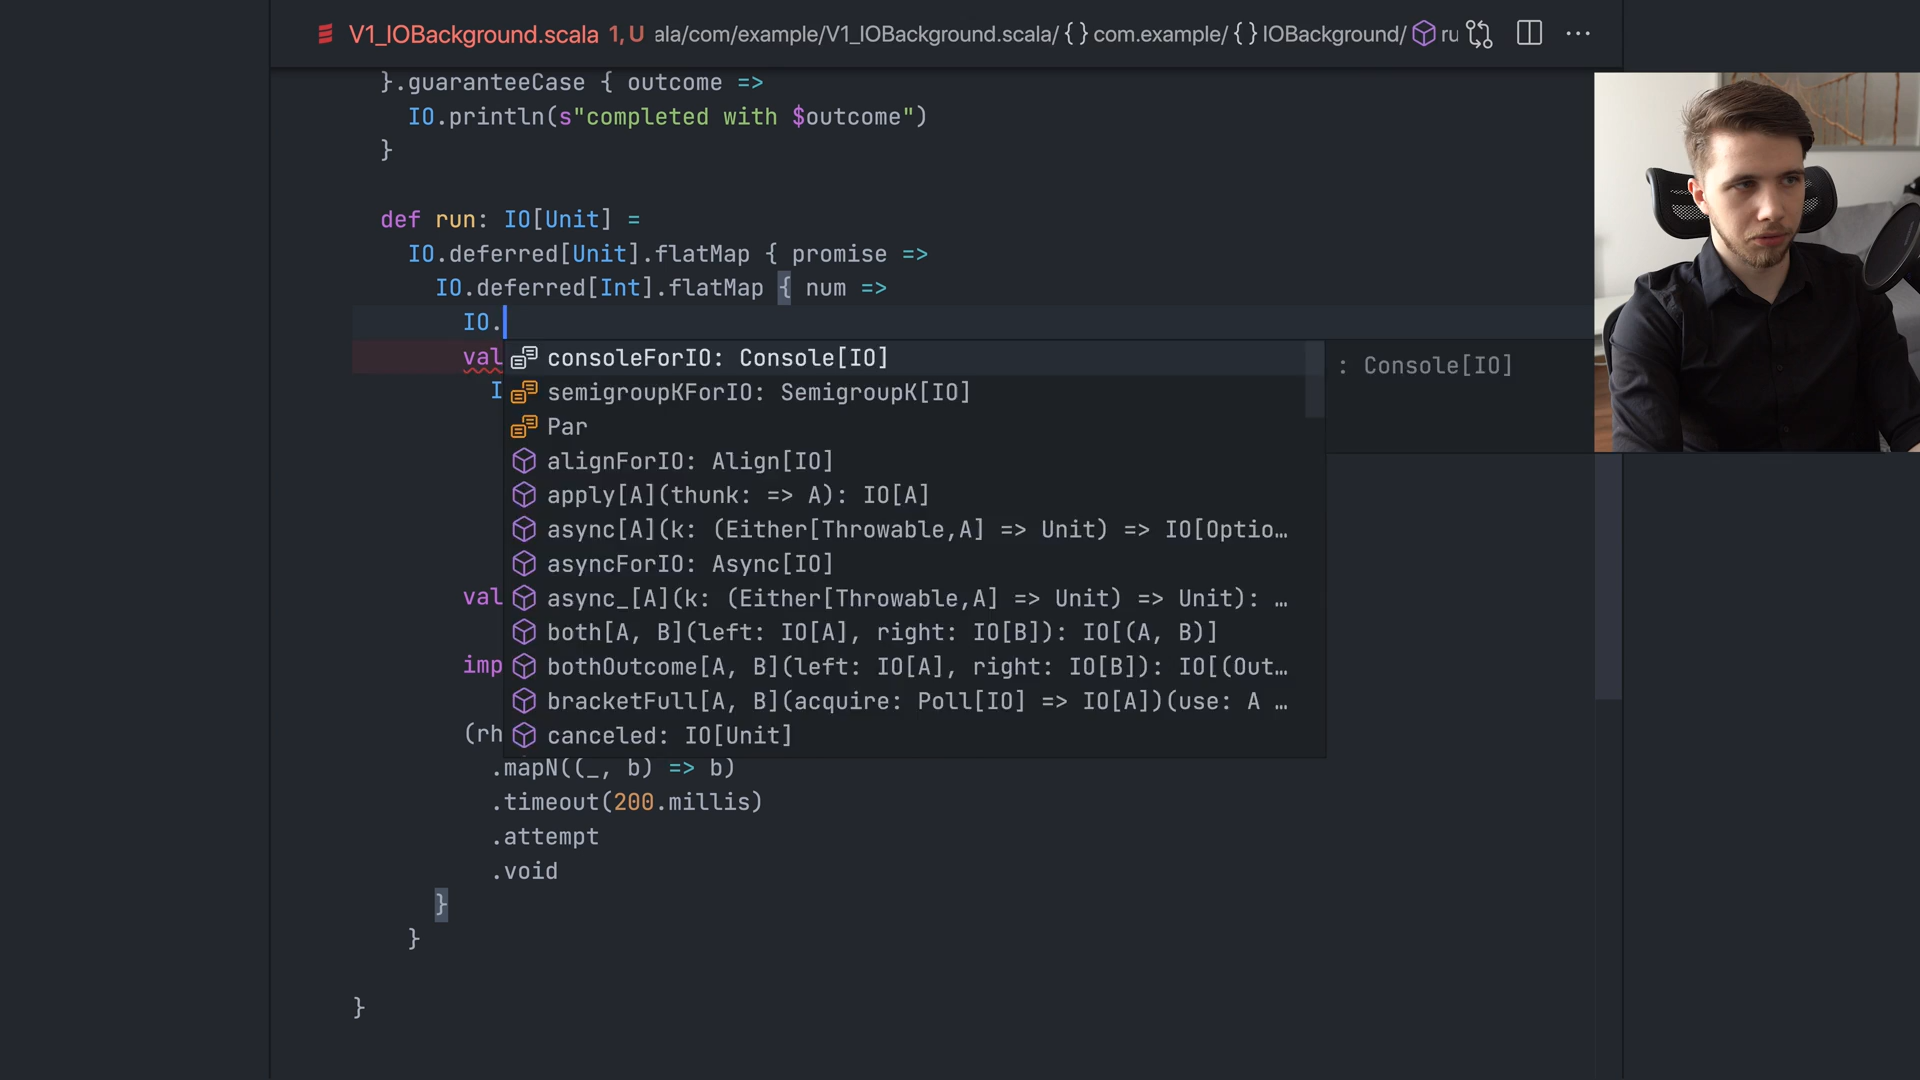 V1_IOBackground.scala 1, U ala/com/example/V1_IOBackground.scala/ {} com.example/ {} IOBackground/ ru ...
}.guaranteeCase { outcome =>
IO.println(s"completed with $outcome")
}
def run: IO[Unit] =
IO.deferred[Unit].flatMap { promise =>
IO.deferred[Int].flatMap { num =>
IO.
val
I
consoleForIO: Console[IO]
: Console[IO]
semigroupKForIO: SemigroupK[IO]
Par
alignForIO: Align[IO]
apply[A](thunk: => A): IO[A]
async[A](k: (Either[Throwable,A] => Unit) => IO[Optio…
asyncForIO: Async[IO]
val
async_[A](k: (Either[Throwable,A] => Unit) => Unit): …
both[A, B](left: IO[A], right: IO[B]): IO[(A, B)]
imp
bothOutcome[A, B](left: IO[A], right: IO[B]): IO[(Out…
bracketFull[A, B](acquire: Poll[IO] => IO[A])(use: A …
(rh
canceled: IO[Unit]
.mapN((_, b) => b)
.timeout(200.millis)
.attempt
.void
}
}
}